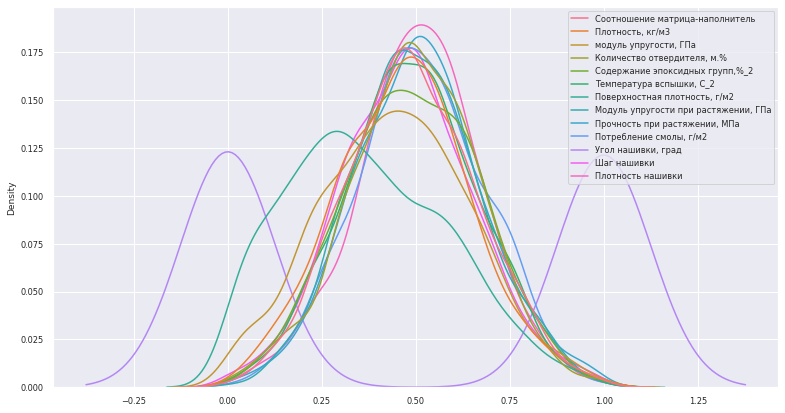 Соотношение матрица-наполнитель
Плотность, кг/м3
модуль упругости, ГПа
Количество отвердителя, м.%
Содержание эпоксидных групп,%_2
Температура вспышки, С_2
Поверхностная плотность, г/м2
Модуль упругости при растяжении, ГПа
Прочность при растяжении, МПа
Потребление смолы, г/м2
Угол нашивки, град
Шаг нашивки
Плотность нашивки
Density
0.175
0.150
0.125
0.100
0.075
0.050
0.025
0.000
−0.25 0.00 0.25 0.50 0.75 1.00 1.25